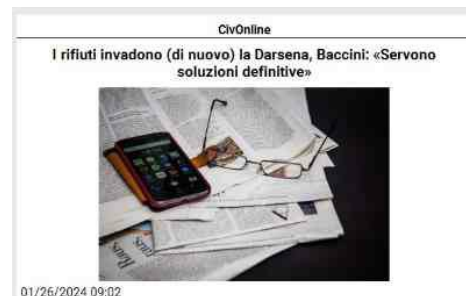 CivOnline
I rifiuti invadono (di nuovo) la Darsena, Baccini: «Servono
soluzioni definitive»
01/26/2024 09:02